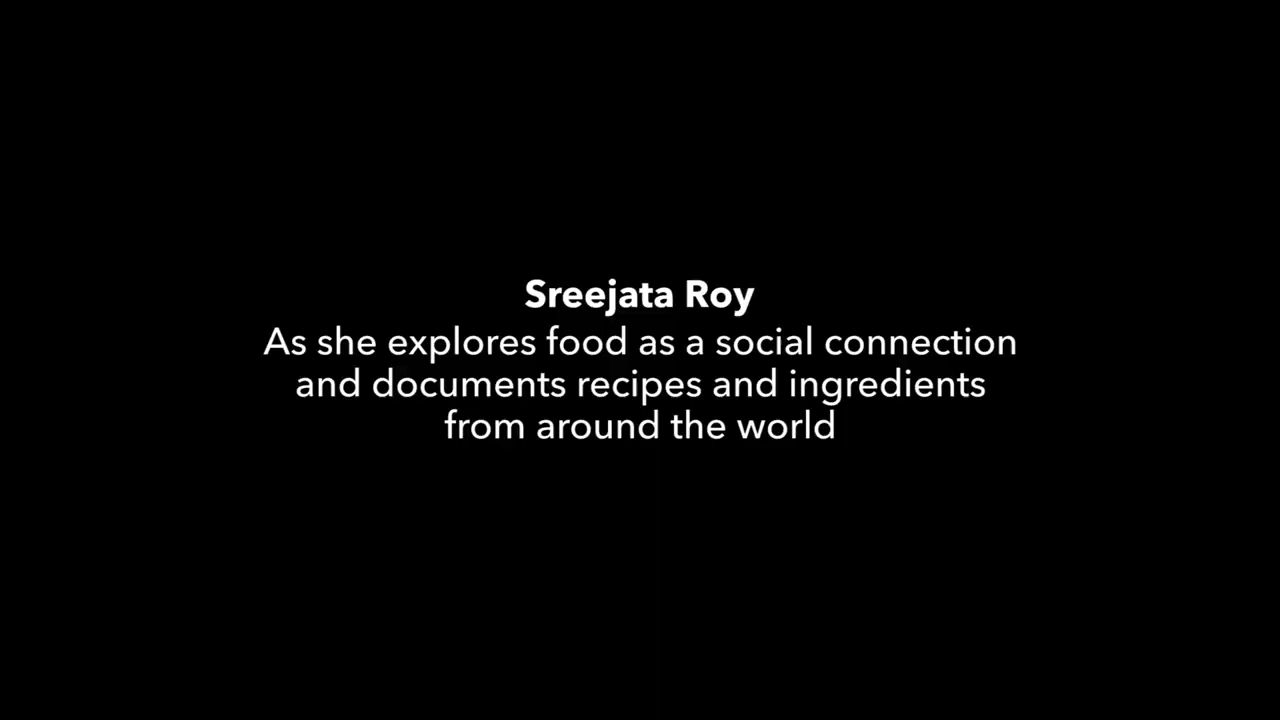 Sreejata Roy
As she explores food as a social connection
and documents recipes and ingredients
from around the world